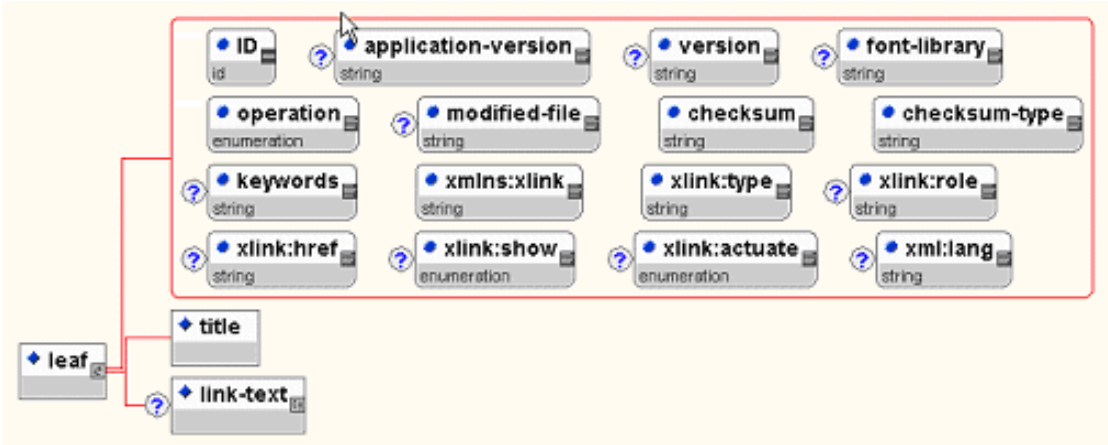 ID ? application-version ? version ? font-library
id string string string
operation ? modified-file checksum checksum-type
enumeration string string string
? keywords xmlns:xlink xlink:type ? xlink:role
string string string string
? xlink:href ? xlink:show ? xlink:actuate ? xml:lang
string enumeration enumeration string
title
leaf
? link-text